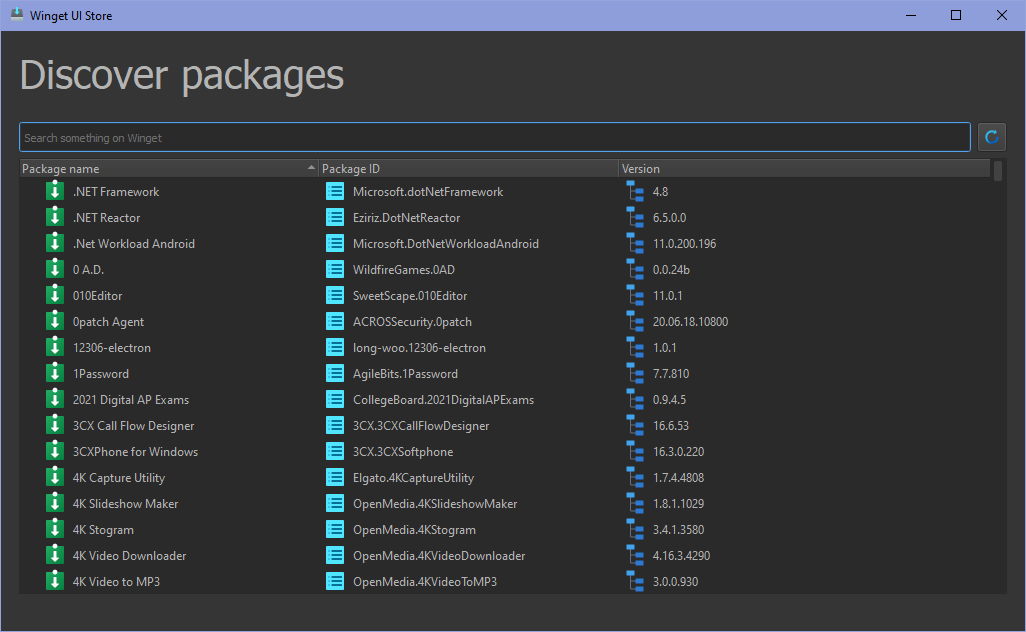 Winget UI Store
Discover packages
Search something on Winget
Package name Package ID Version
.NET Framework Microsoft.dotNetFramework 4.8
.NET Reactor Eziriz.DotNetReactor 6.5.0.0
.Net Workload Android Microsoft.DotNetWorkloadAndroid 11.0.200.196
0 A.D. WildfireGames.0AD 0.0.24b
010Editor SweetScape.010Editor 11.0.1
0patch Agent ACROSSecurity.0patch 20.06.18.10800
12306-electron long-woo.12306-electron 1.0.1
1Password AgileBits.1Password 7.7.810
2021 Digital AP Exams CollegeBoard.2021DigitalAPExams 0.9.4.5
3CX Call Flow Designer 3CX.3CXCallFlowDesigner 16.6.53
3CXPhone for Windows 3CX.3CXSoftphone 16.3.0.220
4K Capture Utility Elgato.4KCaptureUtility 1.7.4.4808
4K Slideshow Maker OpenMedia.4KSlideshowMaker 1.8.1.1029
4K Stogram OpenMedia.4KStogram 3.4.1.3580
4K Video Downloader OpenMedia.4KVideoDownloader 4.16.3.4290
4K Video to MP3 OpenMedia.4KVideoToMP3 3.0.0.930